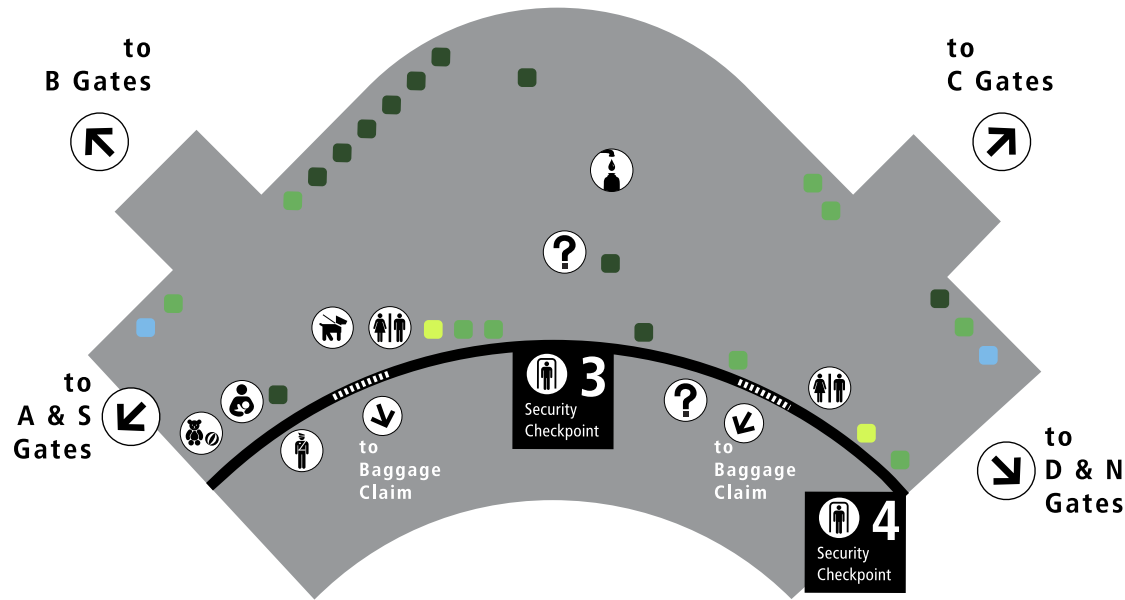 to
B Gates
to
C Gates
?
to
A & S
Gates
3
Security
Checkpoint
?
to
Baggage
Claim
to
Baggage
Claim
to
D & N
Gates
4
Security
Checkpoint